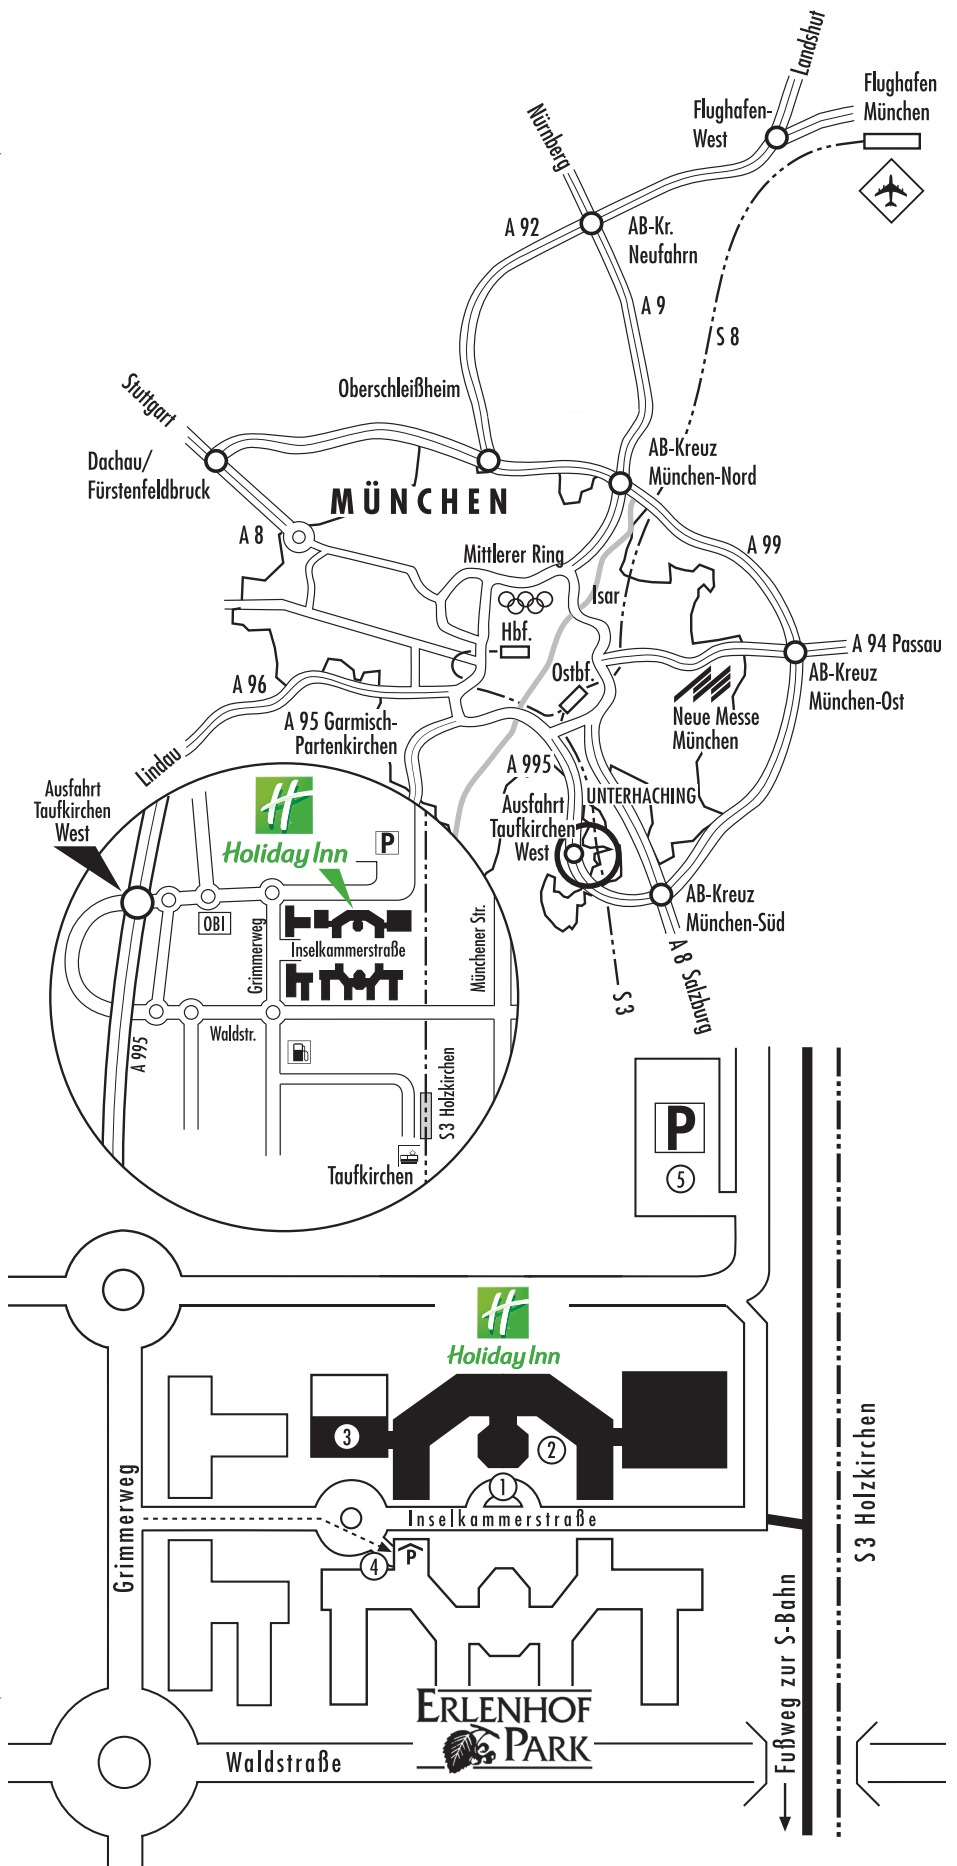 Landshut
Flughafen
München
Flughafen-
West
Nürnberg
A 92
AB-Kr.
Neufahrn
A 9
S 8
Oberschleißheim
Stuttgart
Dachau/
Fürstenfeldbruck
AB-Kreuz
München-Nord
MÜNCHEN
A 8
A 99
Mittlerer Ring
Isar
Hbf.
A 94 Passau
Ostbf.
AB-Kreuz
München-Ost
A 96
A 95 Garmisch-
Partenkirchen
Neue Messe
München
Lindau
A 995
UNTERHACHING
Ausfahrt
Taufkirchen
West
Ausfahrt
Taufkirchen
West
AB-Kreuz
München-Süd
A 8 Salzburg
S 3
H
Holiday Inn
P
OBI
Grimmerweg
Inselkammerstraße
Münchener Str.
Waldstr.
A 995
S3 Holzkirchen
Taufkirchen
P
5
H
Holiday Inn
3
2
1
Inselkammerstraße
4
P
Grimmerweg
S3 Holzkirchen
Fußweg zur S-Bahn
ERLENHOF
PARK
Waldstraße